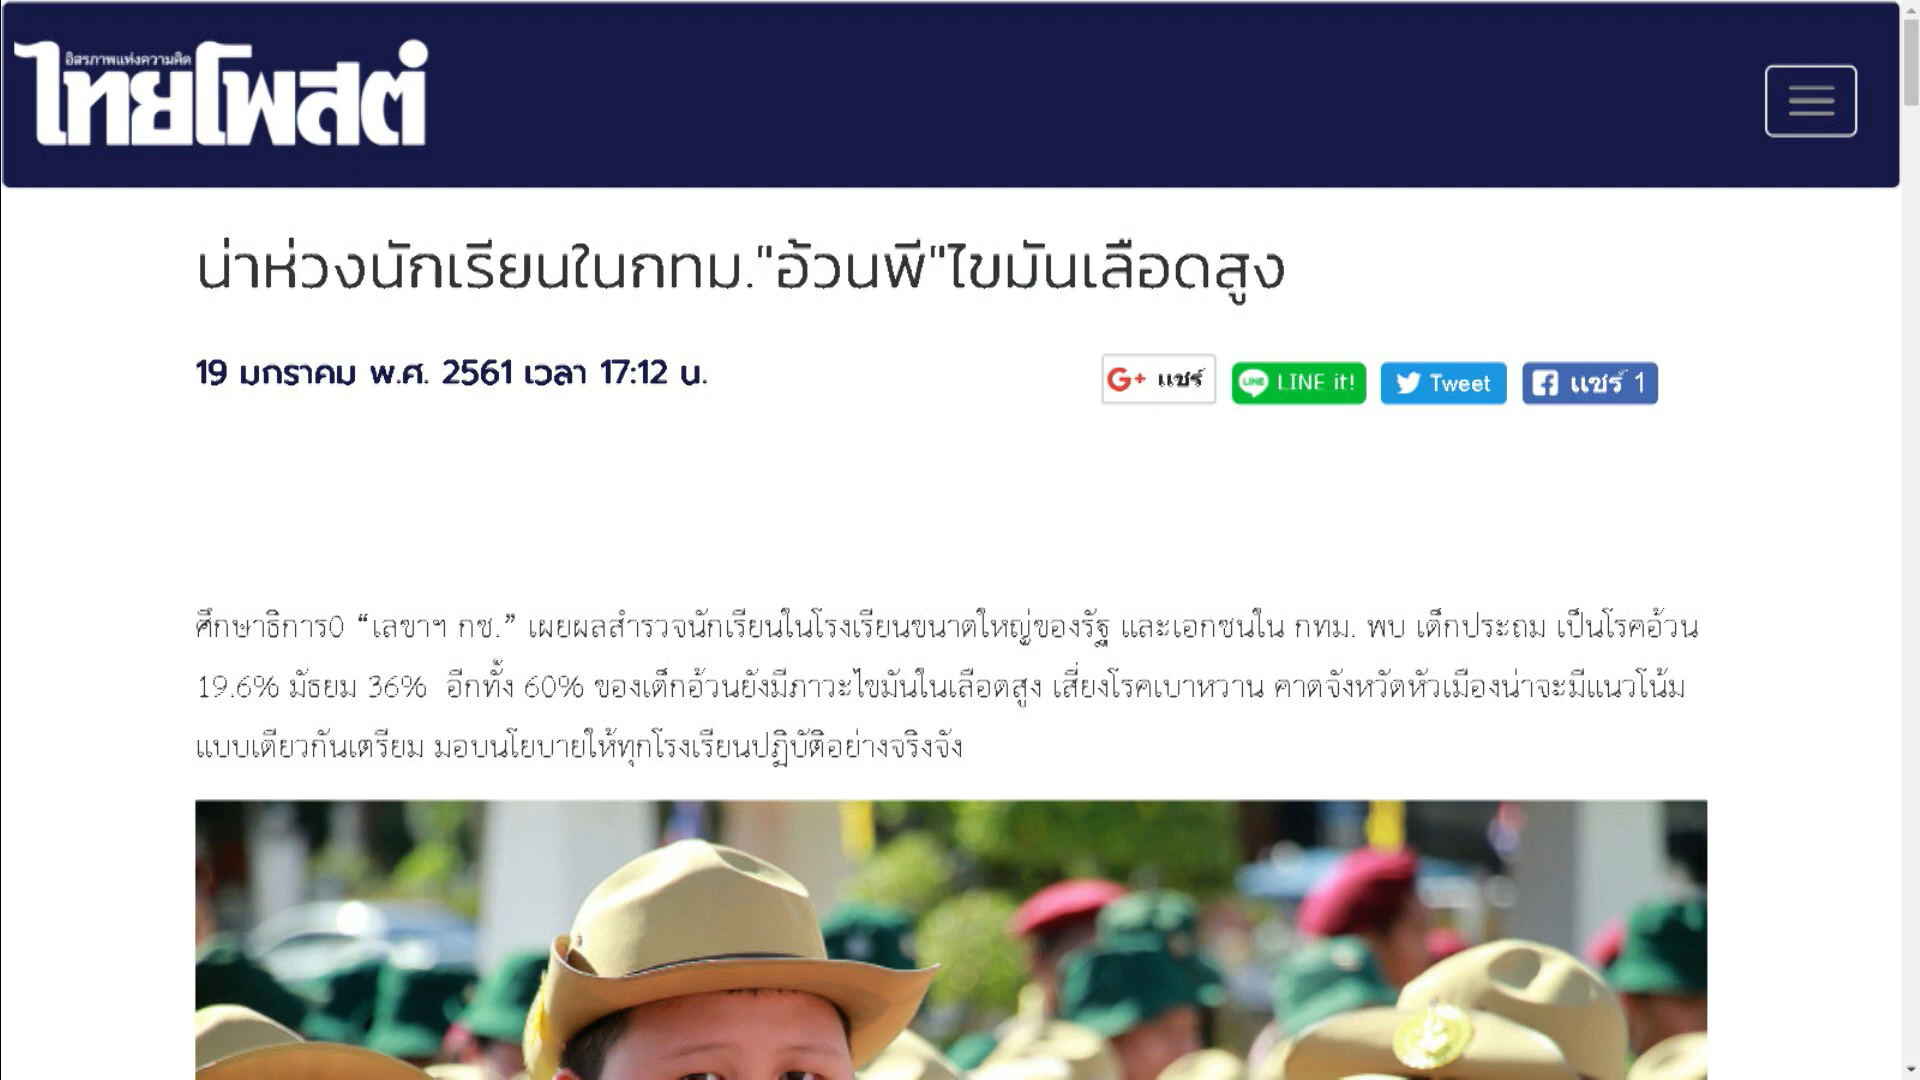 อิสรภาพแห่งความคิด
ไทยโพสต์
น่าห่วงนักเรียนในกทม."อ้วนพี"ไขมันเลือดสูง
19 มกราคม พ.ศ. 2561 เวลา 17:12 น.
G+ แชร์ LINE it! Tweet แชร์ 1
ศึกษาธิการ0 “เลขาฯ กช.” เผยผลสำรวจนักเรียนในโรงเรียนขนาดใหญ่ของรัฐ และเอกชนใน กทม. พบ เด็กประถม เป็นโรคอ้วน
19.6% มัธยม 36%  อีกทั้ง 60% ของเด็กอ้วนยังมีภาวะไขมันในเลือดสูง เสี่ยงโรคเบาหวาน คาดจังหวัดหัวเมืองน่าจะมีแนวโน้ม
แบบเดียวกันเตรียม มอบนโยบายให้ทุกโรงเรียนปฏิบัติอย่างจริงจัง